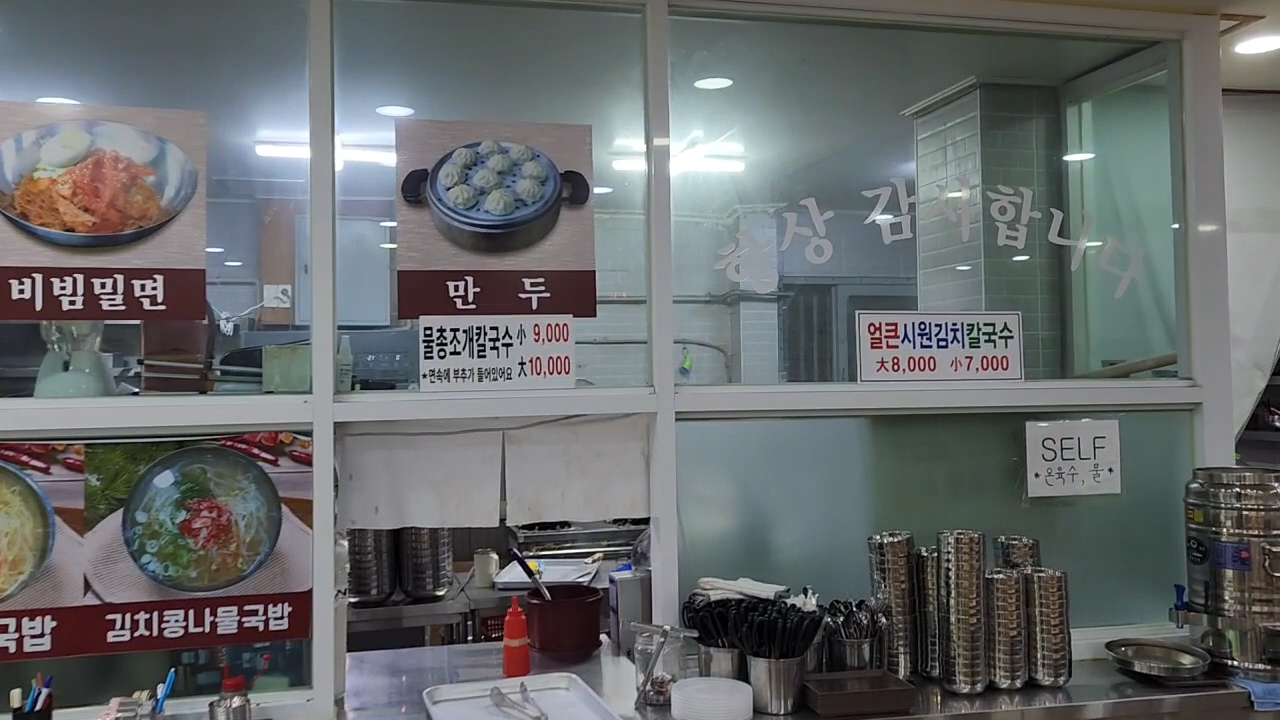 비빔밀면
만두
물총조개칼국수 小 9,000
*면속에 부추가 들어있어요 大 10,000
항상 감사합니다
얼큰시원김치칼국수
大8,000 小7,000
SELF
*온육수, 물*
국밥
김치콩나물국밥